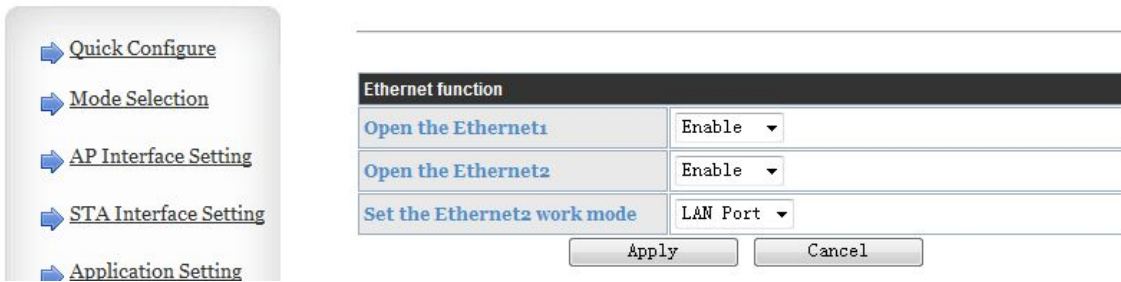 Quick Configure
Mode Selection
AP Interface Setting
STA Interface Setting
Application Setting
Ethernet function
Open the Ethernet1 Enable
Open the Ethernet2 Enable
Set the Ethernet2 work mode LAN Port
Apply Cancel